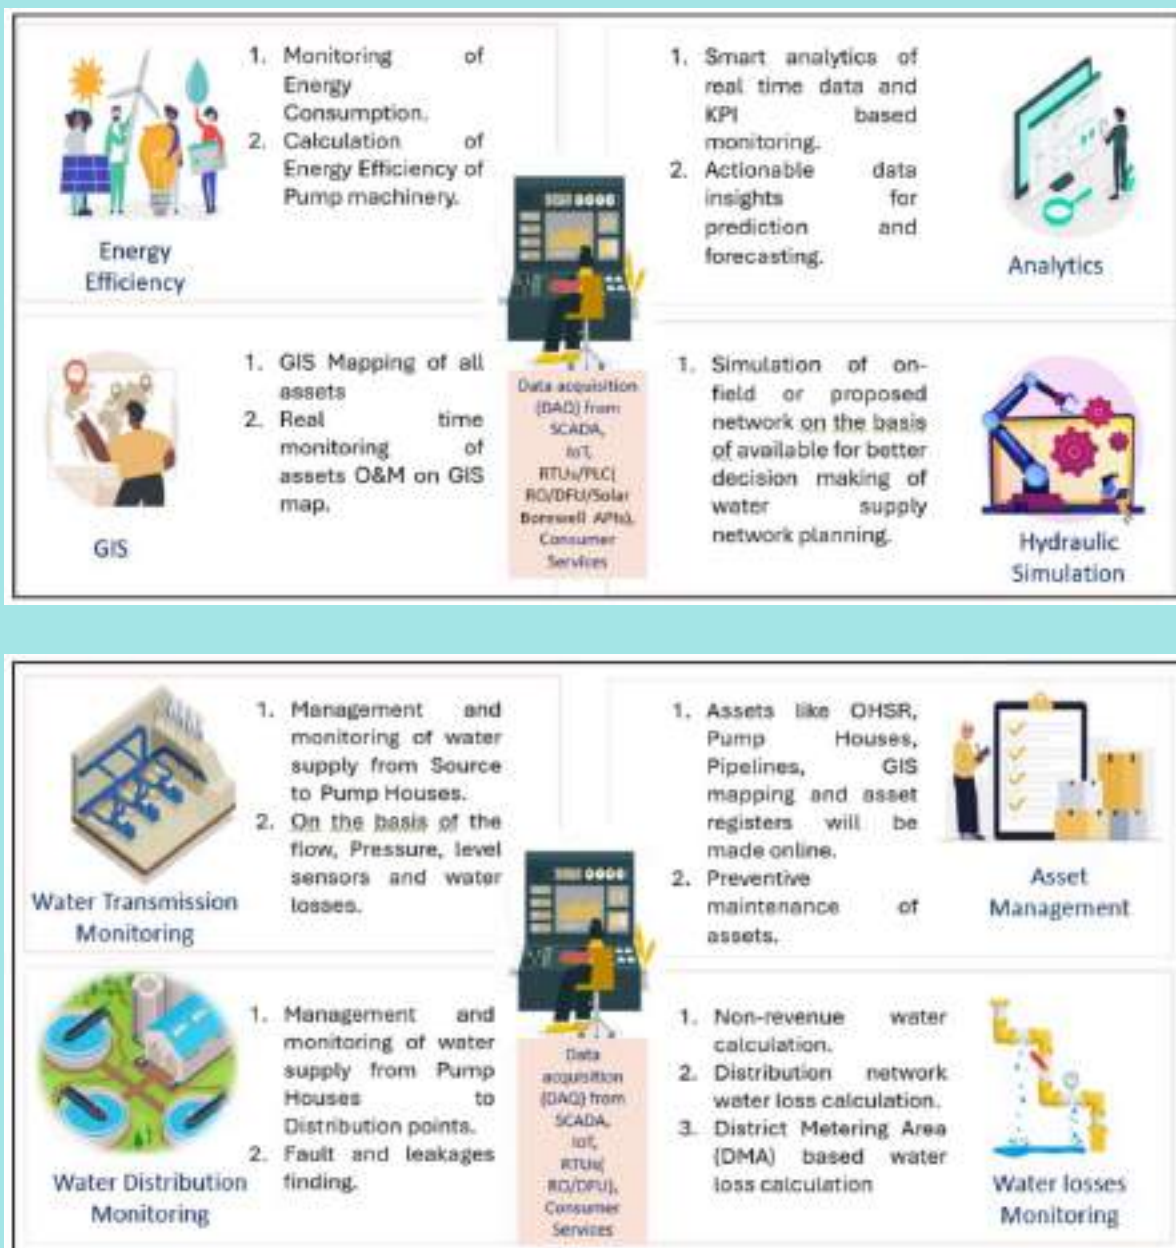 1. Monitoring of
Energy
Consumption.
2. Calculation of
Energy Efficiency of
Pump machinery.
Energy
Efficiency
1. Smart analytics of
real time data and
KPI based
monitoring.
2. Actionable data
insights for
prediction and
forecasting.
Analytics
1. GIS Mapping of all
assets
2. Real time
monitoring of
assets O&M on GIS
map.
GIS
Data acquisition
(DAQ) from
SCADA,
IoT,
RTUs/PLC(
RO/DFU/Solar
Borewell APIs),
Consumer
Services
1. Simulation of on-
field or proposed
network on the basis
of available for better
decision making of
water supply
network planning.
Hydraulic
Simulation
1. Management and
monitoring of water
supply from Source
to Pump Houses.
2. On the basis of the
flow, Pressure, level
sensors and water
losses.
Water Transmission
Monitoring
1. Assets like OHSR,
Pump Houses,
Pipelines, GIS
mapping and asset
registers will be
made online.
2. Preventive
maintenance of
assets.
Asset
Management
1. Management and
monitoring of water
supply from Pump
Houses to
Distribution points.
2. Fault and leakages
finding.
Water Distribution
Monitoring
Data
acquisition
(DAQ) from
SCADA,
IoT,
RTUs(
RO/DFU),
Consumer
Services
1. Non-revenue water
calculation.
2. Distribution network
water loss calculation.
3. District Metering Area
(DMA) based water
loss calculation
Water losses
Monitoring